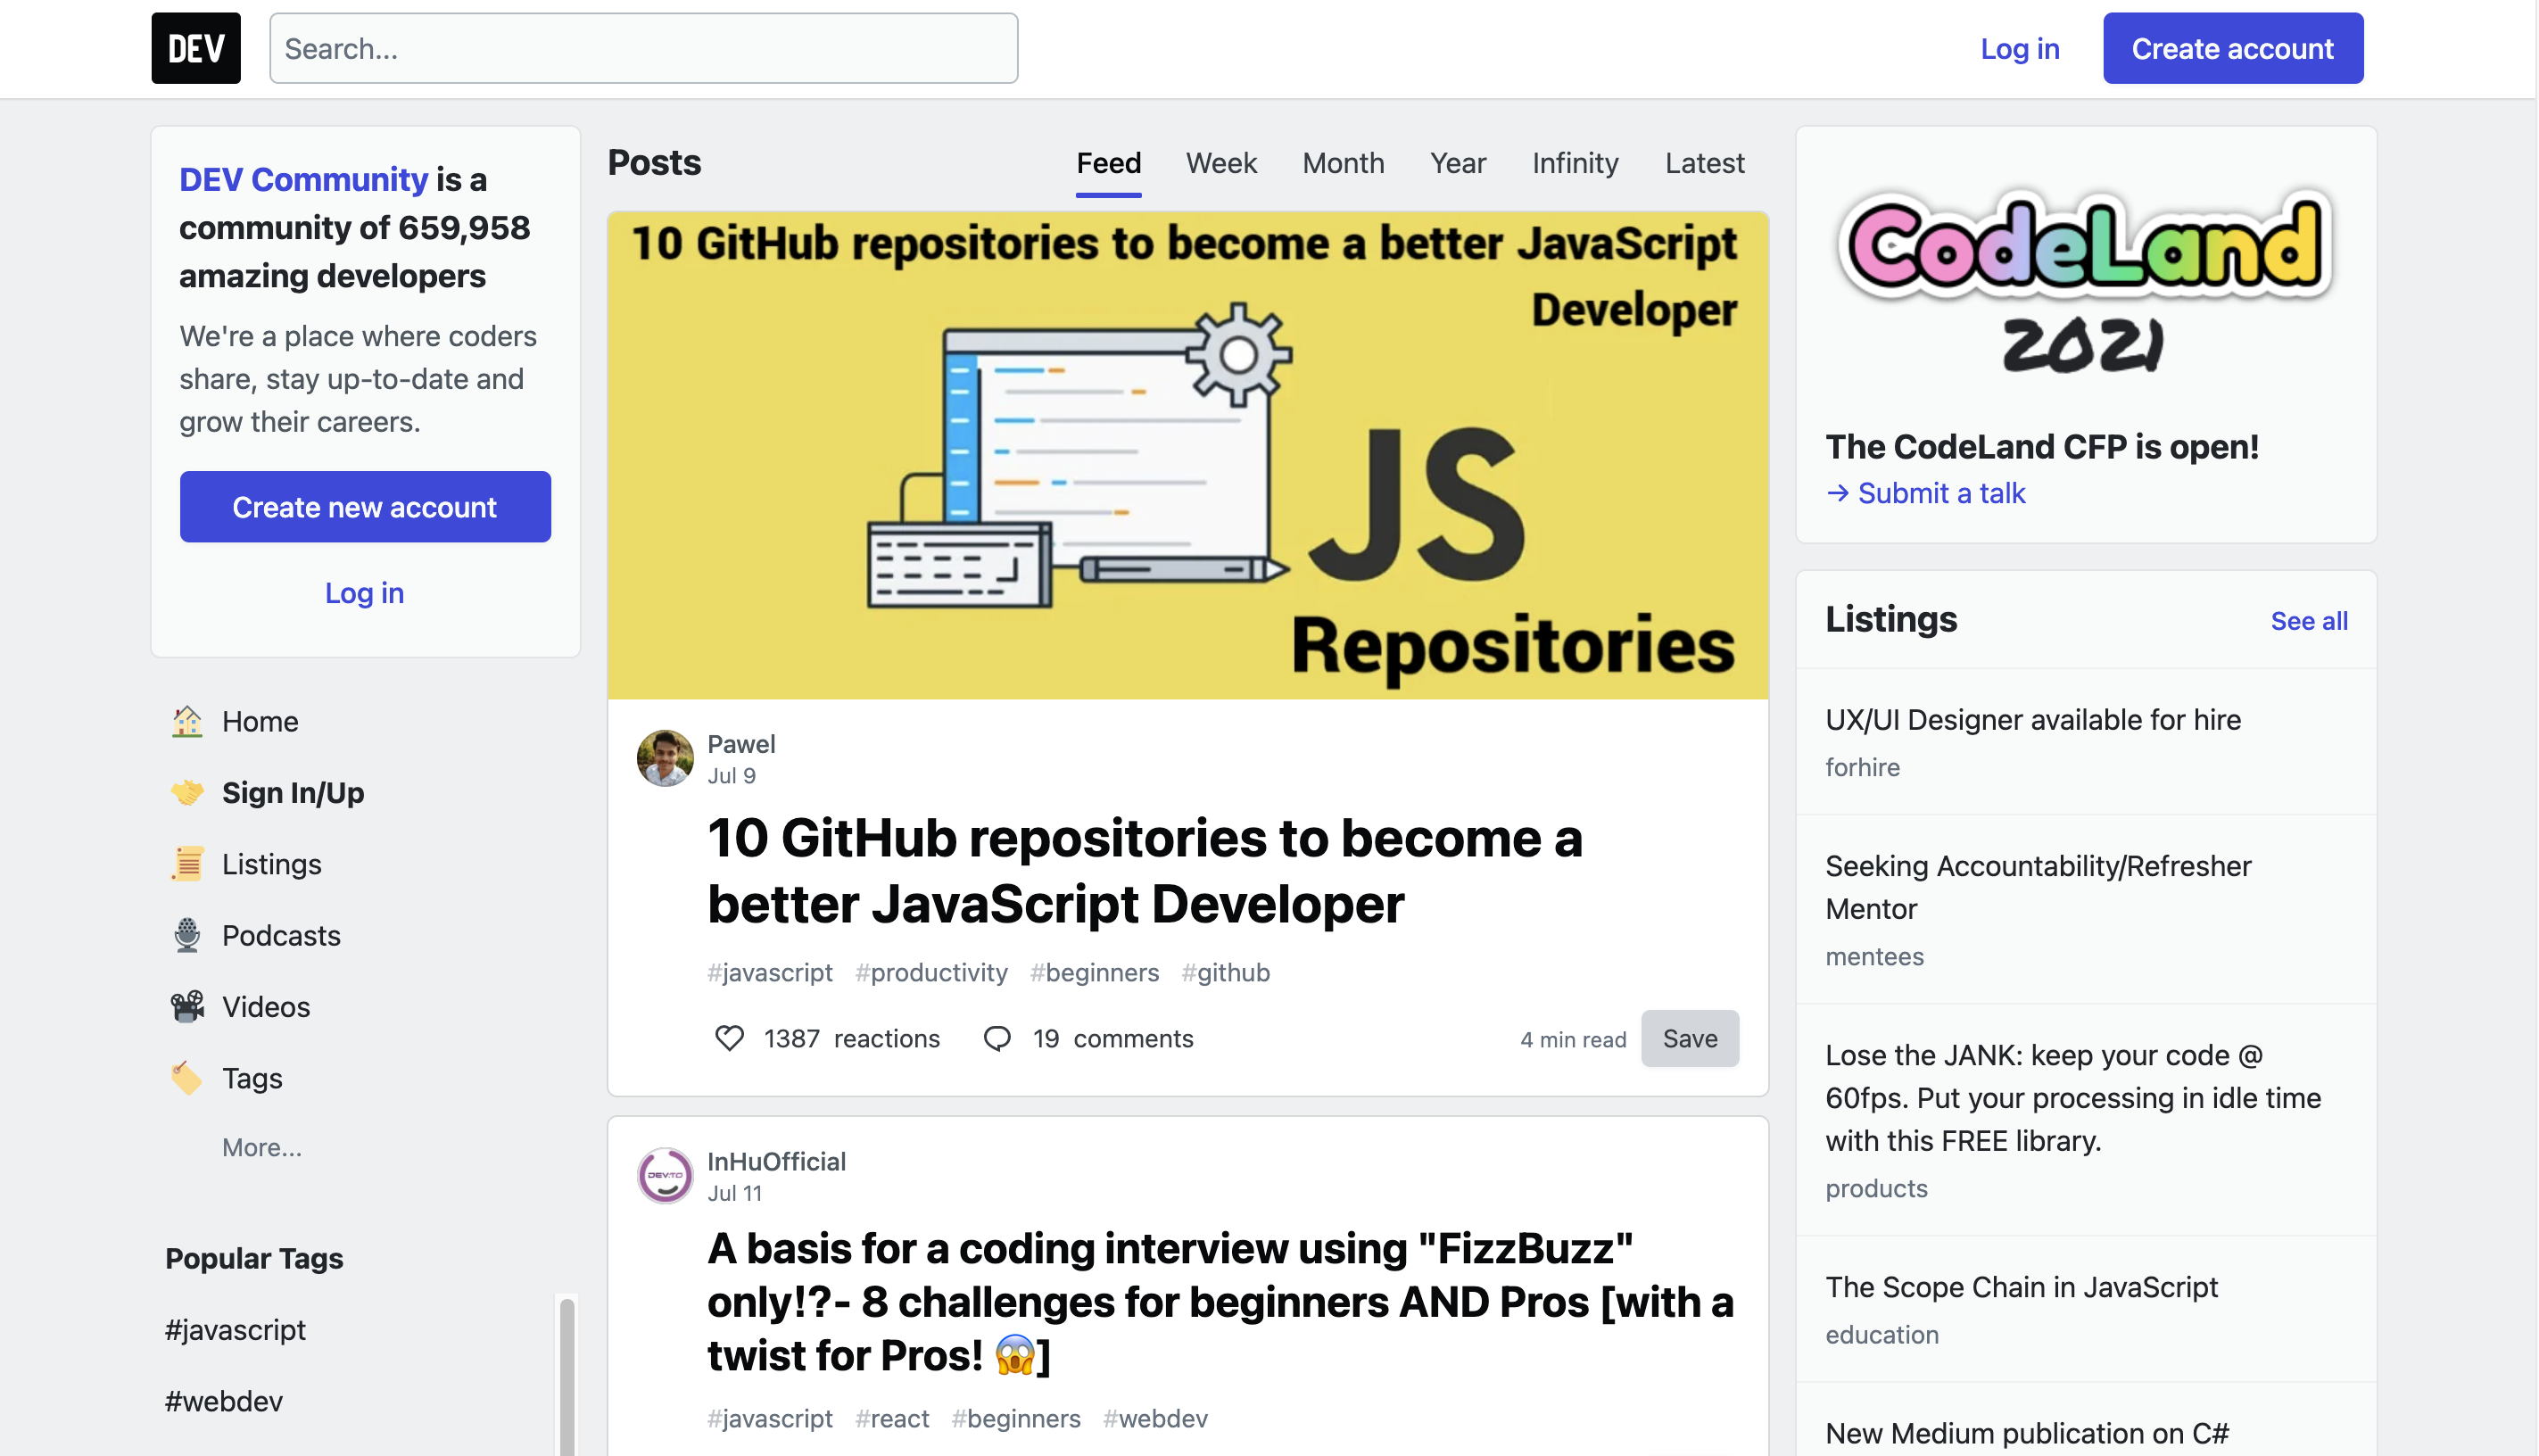 DEV
Search...
Log in
Create account
DEV Community is a
community of 659,958
amazing developers
We're a place where coders
share, stay up-to-date and
grow their careers.
Create new account
Log in
Home
Sign In/Up
Listings
Podcasts
Videos
Tags
More...
Popular Tags
#javascript
#webdev
Posts
Feed Week Month Year Infinity Latest
10 GitHub repositories to become a better JavaScript
Developer
JS
Repositories
Pawel
Jul 9
10 GitHub repositories to become a
better JavaScript Developer
#javascript #productivity #beginners #github
1387 reactions 19 comments 4 min read Save
DEV.TO
InHuOfficial
Jul 11
A basis for a coding interview using "FizzBuzz"
only!?- 8 challenges for beginners AND Pros [with a
twist for Pros! 😱]
#javascript #react #beginners #webdev
CodeLand
2021
The CodeLand CFP is open!
→ Submit a talk
Listings See all
UX/UI Designer available for hire
forhire
Seeking Accountability/Refresher
Mentor
mentees
Lose the JANK: keep your code @
60fps. Put your processing in idle time
with this FREE library.
products
The Scope Chain in JavaScript
education
New Medium publication on C#